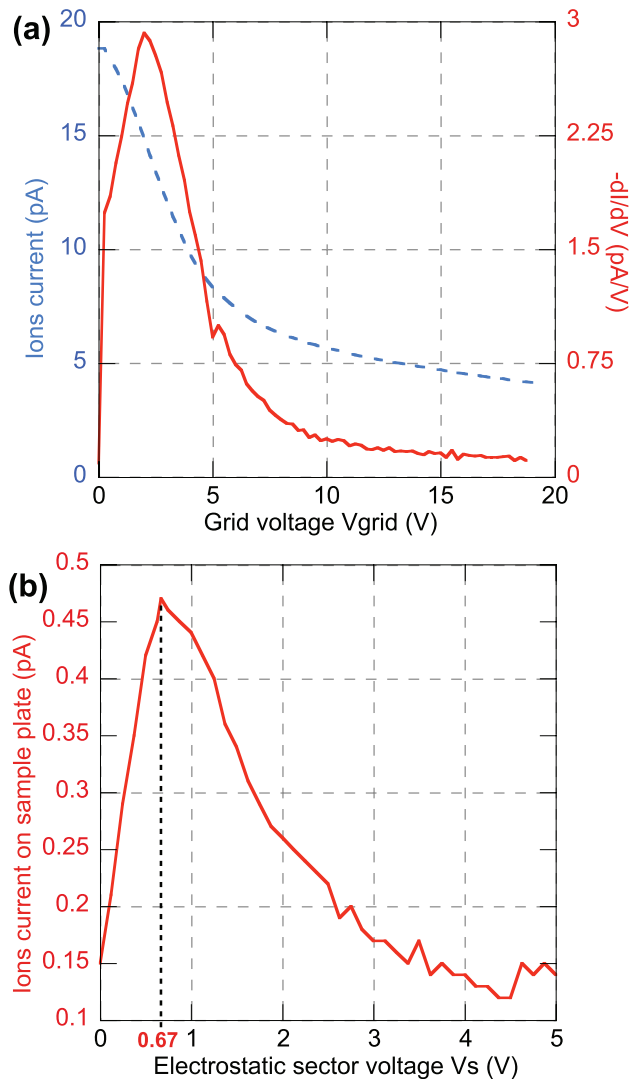 (a)
20
15
10
5
0
Ions current (pA)
3
2.25
1.5
0.75
0
-dI/dV (pA/V)
0 5 10 15 20
Grid voltage Vgrid (V)
(b)
0.5
0.45
0.4
0.35
0.3
0.25
0.2
0.15
0.1
Ions current on sample plate (pA)
0 0.67 1 2 3 4 5
Electrostatic sector voltage Vs (V)